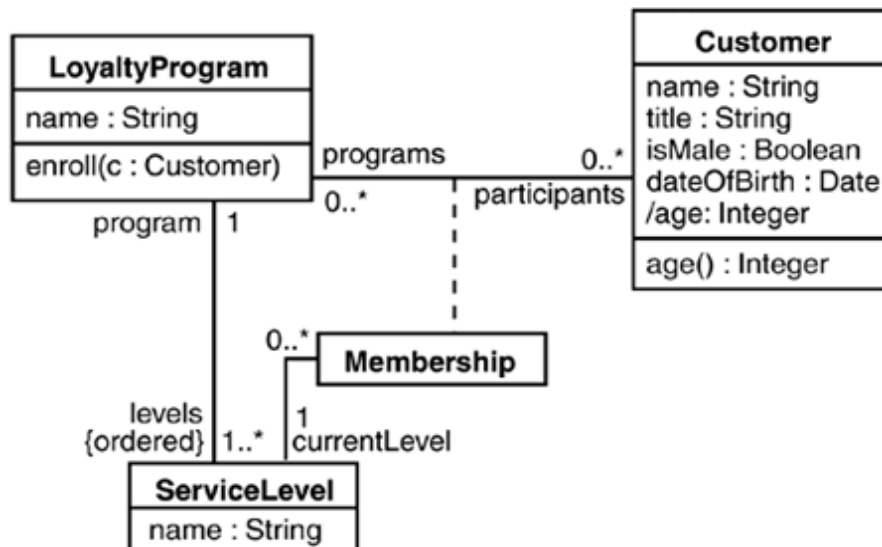 LoyaltyProgram
name : String
enroll(c : Customer)
Customer
name : String
title : String
isMale : Boolean
dateOfBirth : Date
/age: Integer
age() : Integer
programs
0..*
0..*
participants
program
1
0..*
Membership
levels
{ordered}
1..*
1
currentLevel
ServiceLevel
name : String